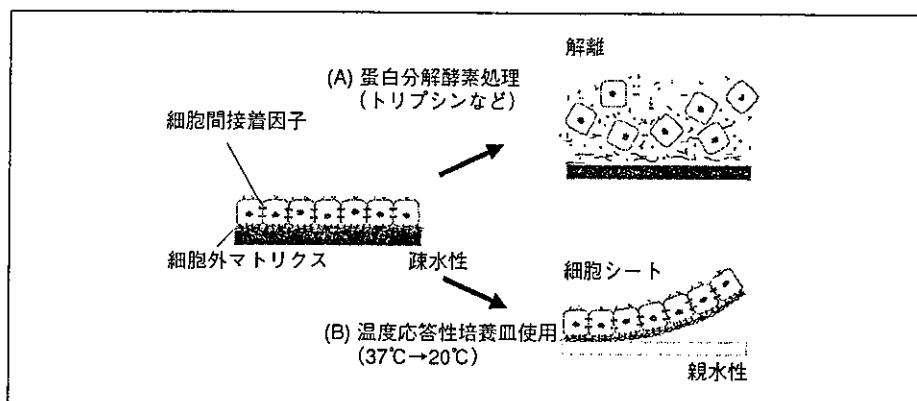 解離
(A) 蛋白分解酵素処理
(トリプシンなど)
細胞間接着因子
細胞外マトリクス
疎水性
細胞シート
(B) 温度応答性培養皿使用
(37℃→20℃)
親水性